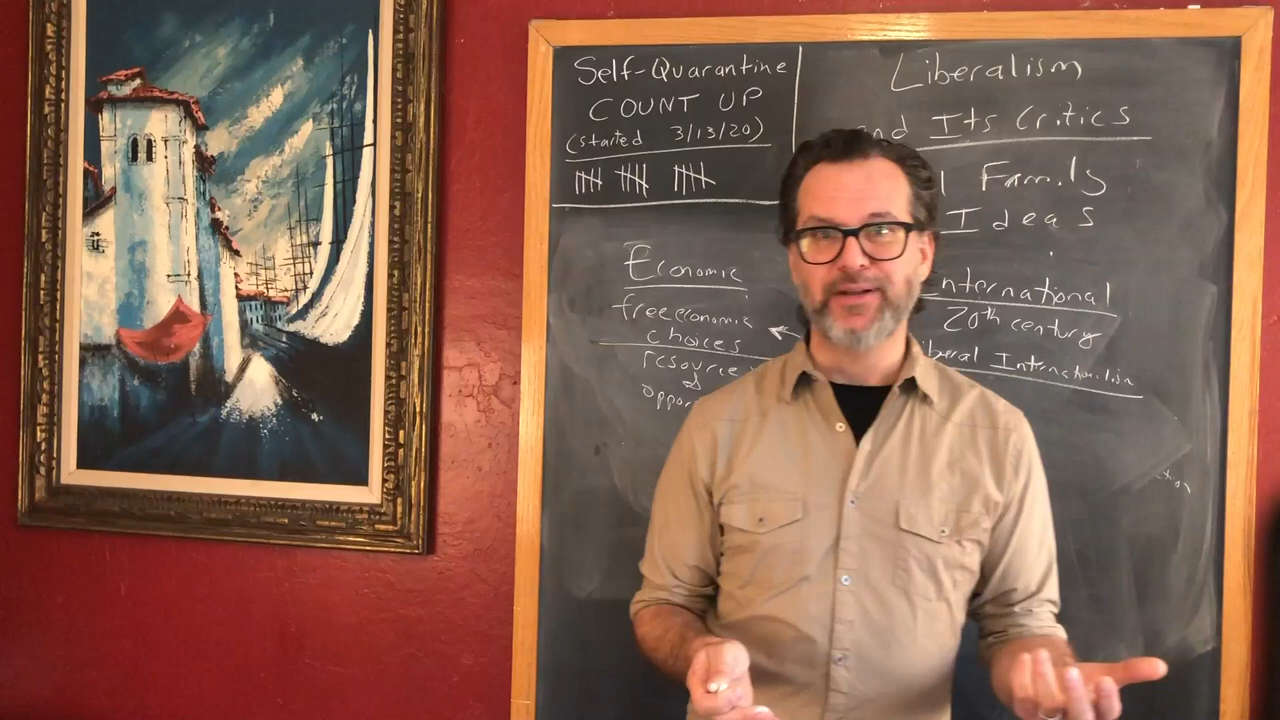 Self-Quarantine
COUNT UP
(started 3/13/20)
Liberalism
and Its Critics
Family
Ideas
Economic
free economic
choices
resource
&
oppor
International
20th century
Liberal Internationalism